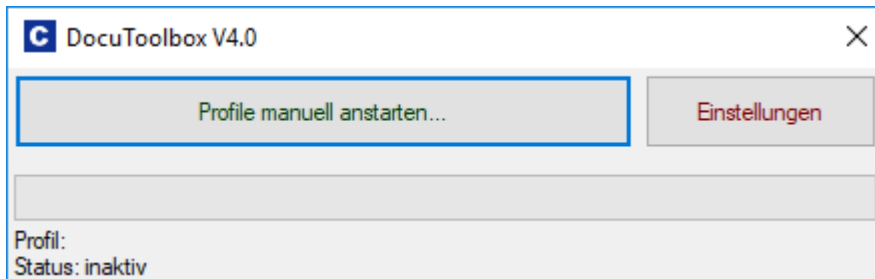 C DocuToolbox V4.0
Profile manuell anstarten...
Einstellungen
Profil:
Status: inaktiv